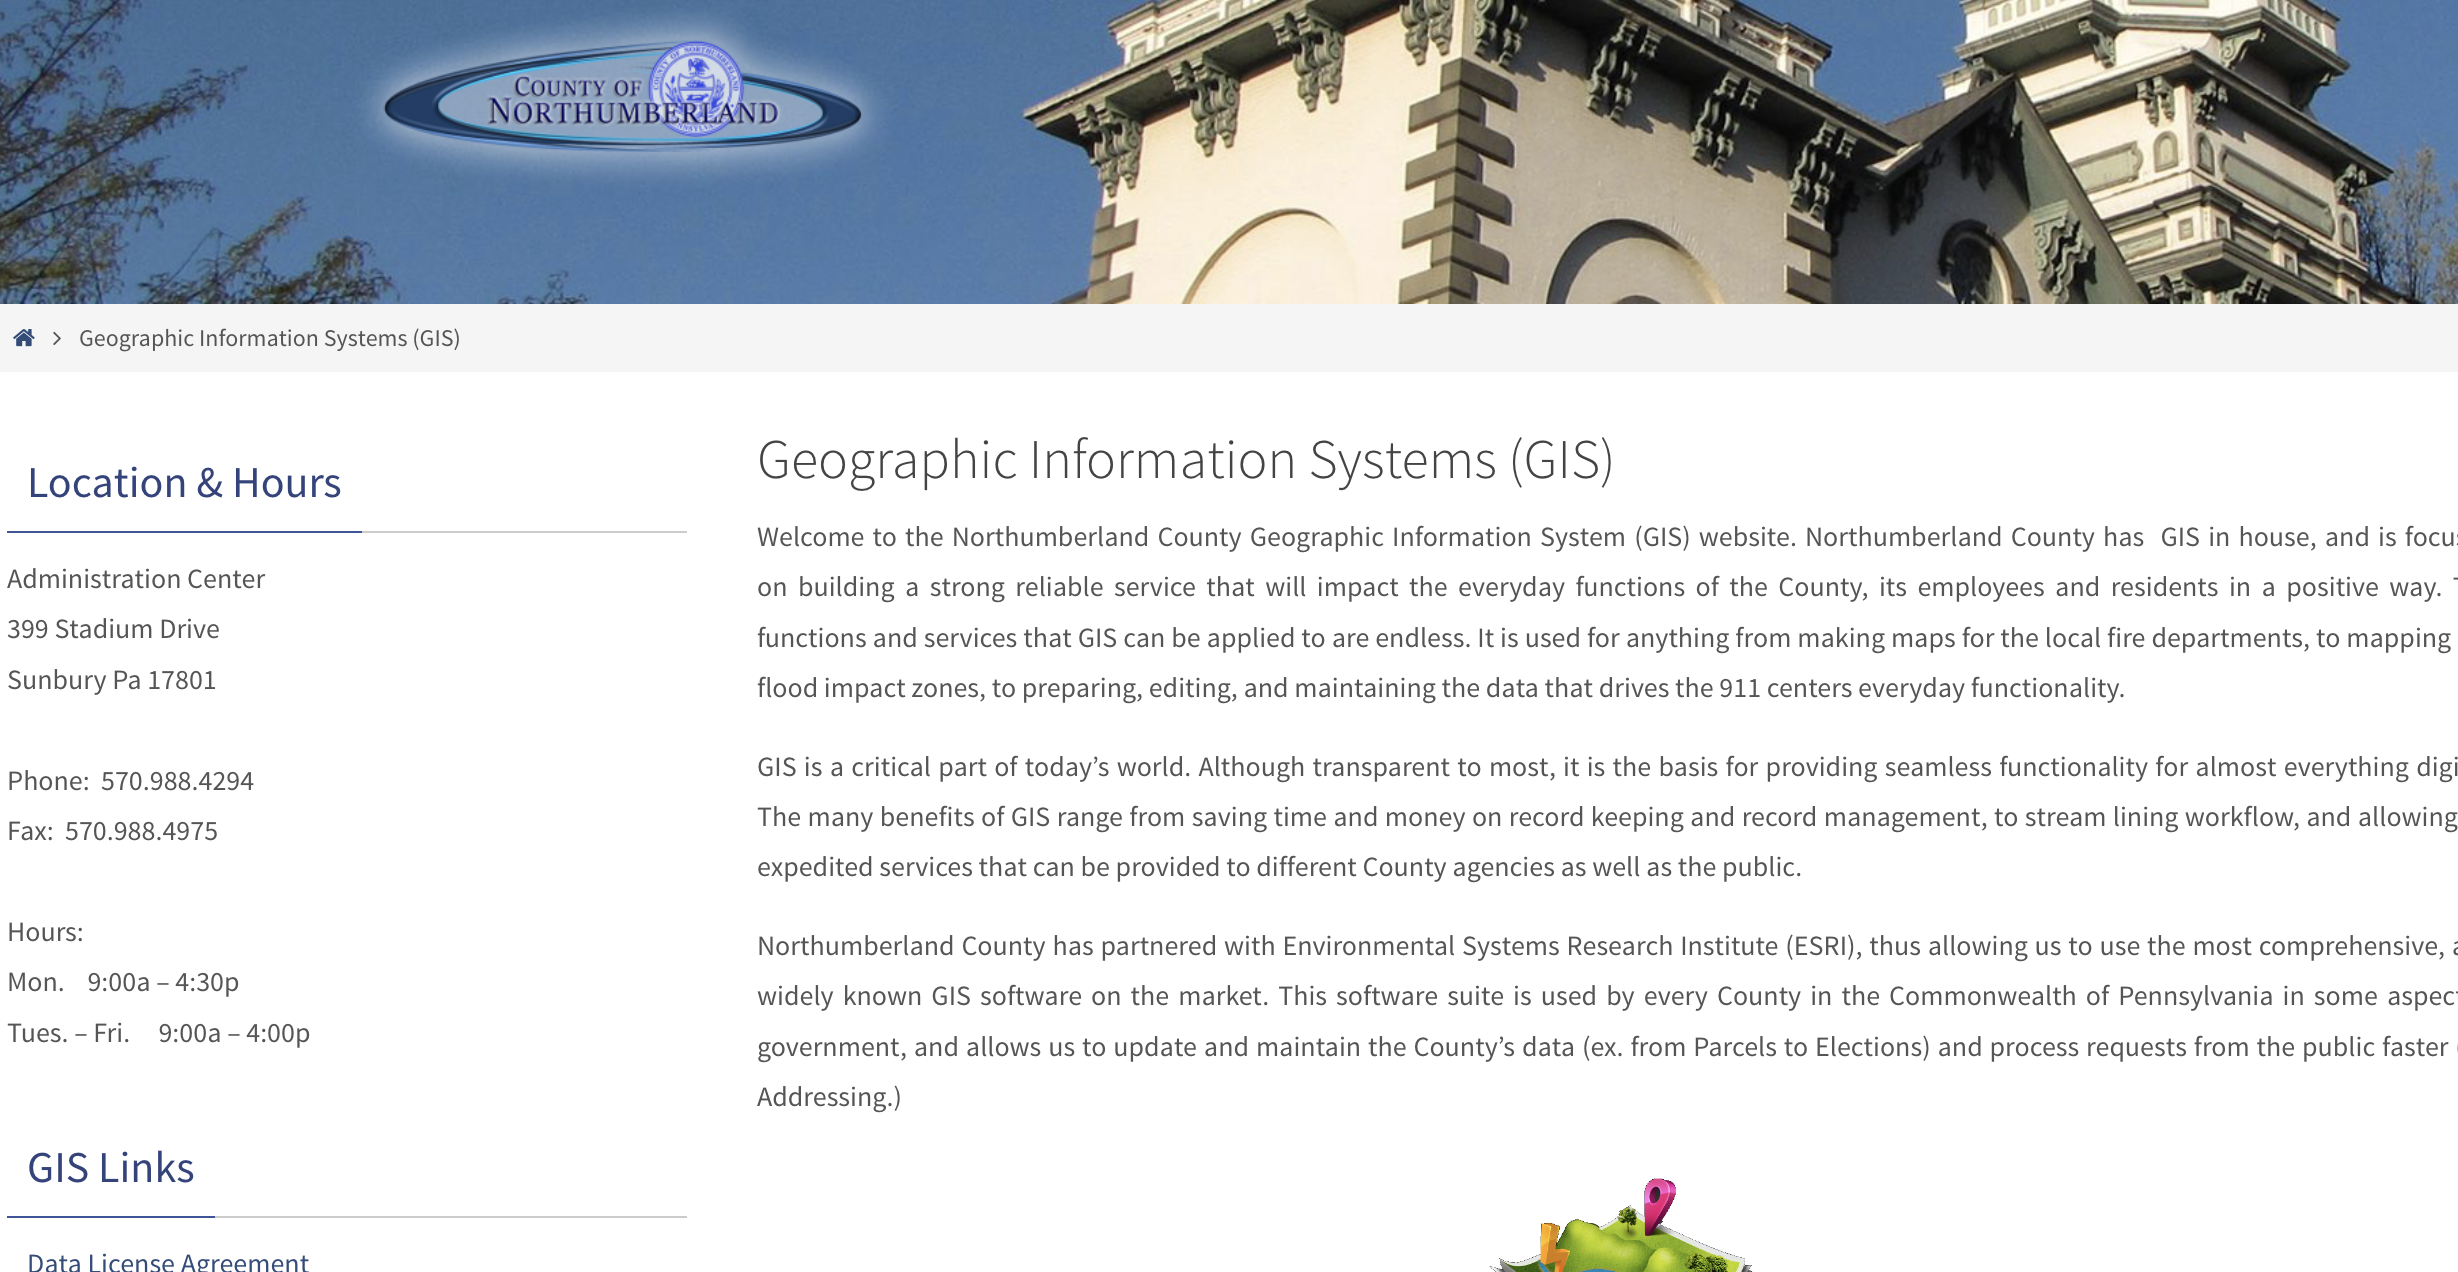 COUNTY OF
NORTHUMBERLAND
Geographic Information Systems (GIS)
Location & Hours
Administration Center
399 Stadium Drive
Sunbury Pa 17801
Phone:  570.988.4294
Fax:  570.988.4975
Hours:
Mon.    9:00a – 4:30p
Tues. – Fri.    9:00a – 4:00p
GIS Links
Data License Agreement
Geographic Information Systems (GIS)
Welcome to the Northumberland County Geographic Information System (GIS) website. Northumberland County has  GIS in house, and is
on building a strong reliable service that will impact the everyday functions of the County, its employees and residents in a positive way.
functions and services that GIS can be applied to are endless. It is used for anything from making maps for the local fire departments, to mapping
flood impact zones, to preparing, editing, and maintaining the data that drives the 911 centers everyday functionality.
GIS is a critical part of today’s world. Although transparent to most, it is the basis for providing seamless functionality for almost everything
The many benefits of GIS range from saving time and money on record keeping and record management, to stream lining workflow, and allowing
expedited services that can be provided to different County agencies as well as the public.
Northumberland County has partnered with Environmental Systems Research Institute (ESRI), thus allowing us to use the most comprehensive,
widely known GIS software on the market. This software suite is used by every County in the Commonwealth of Pennsylvania in some
government, and allows us to update and maintain the County’s data (ex. from Parcels to Elections) and process requests from the public faster
Addressing.)